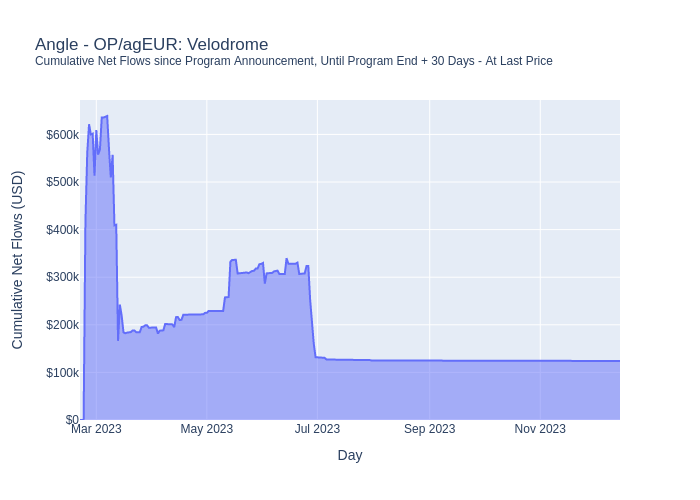 Angle - OP/agEUR: Velodrome
Cumulative Net Flows since Program Announcement, Until Program End + 30 Days - At Last Price
Cumulative Net Flows (USD)
$600k
$500k
$400k
$300k
$200k
$100k
$0
Mar 2023 May 2023 Jul 2023 Sep 2023 Nov 2023
Day